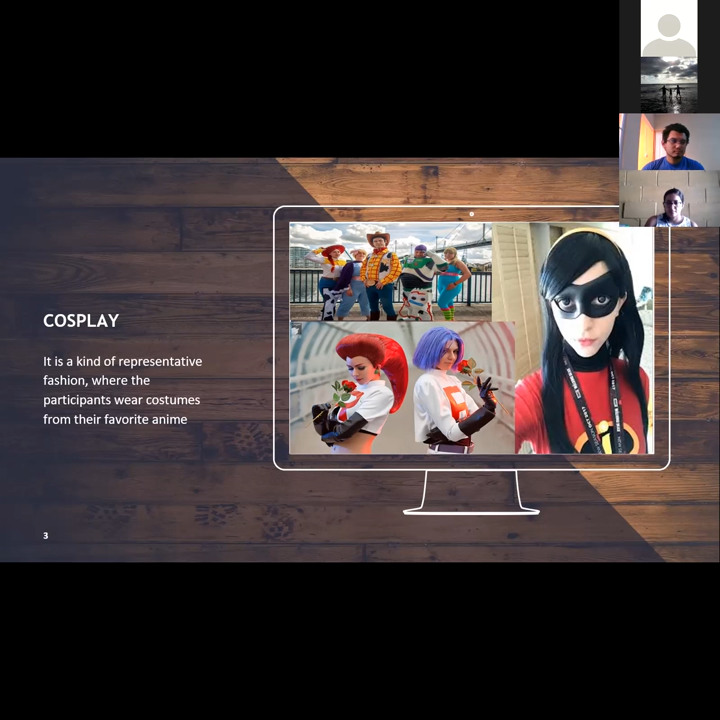 COSPLAY
It is a kind of representative
fashion, where the
participants wear costumes
from their favorite anime
3